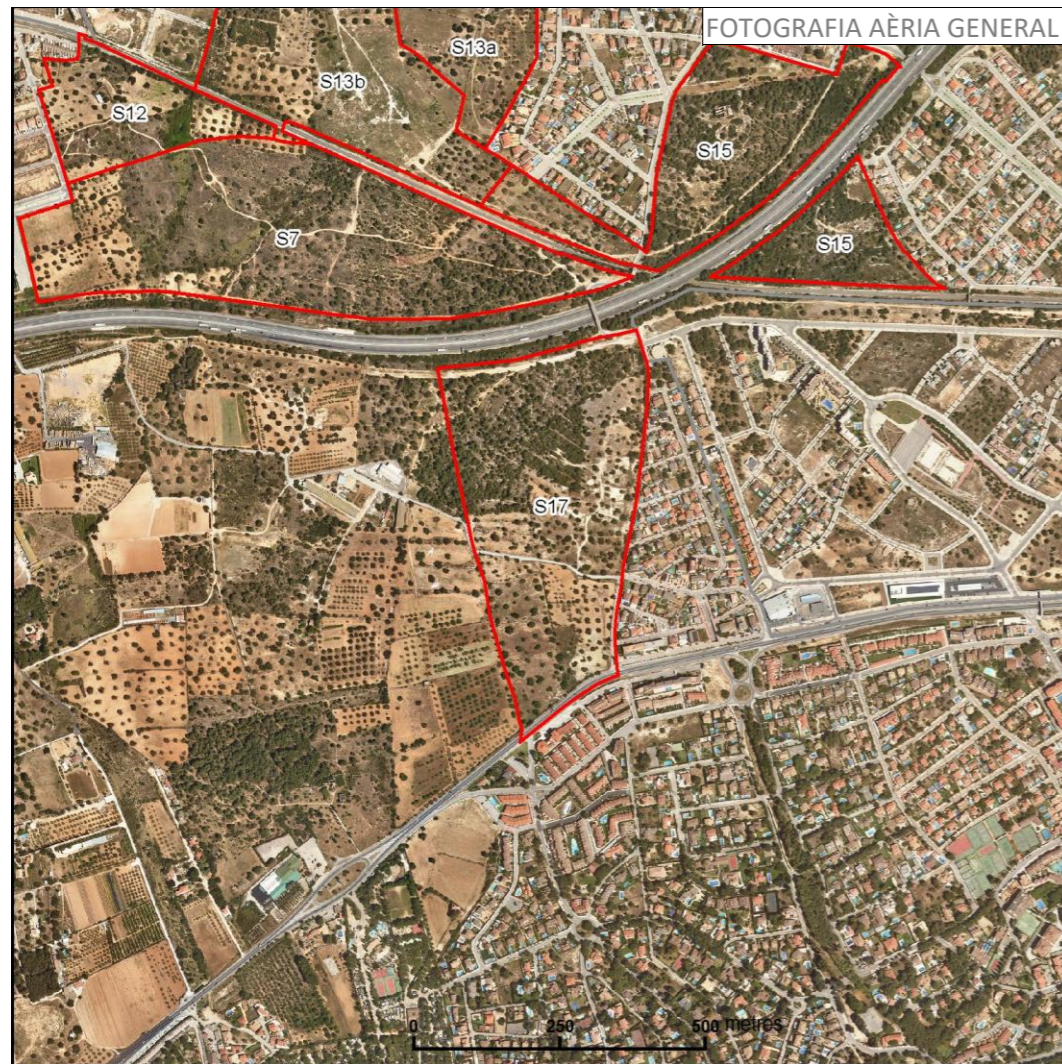 FOTOGRAFIA AÈRIA GENERAL
S13a
S13b
S12
S15
S7
S15
S17
0 250 500 metres